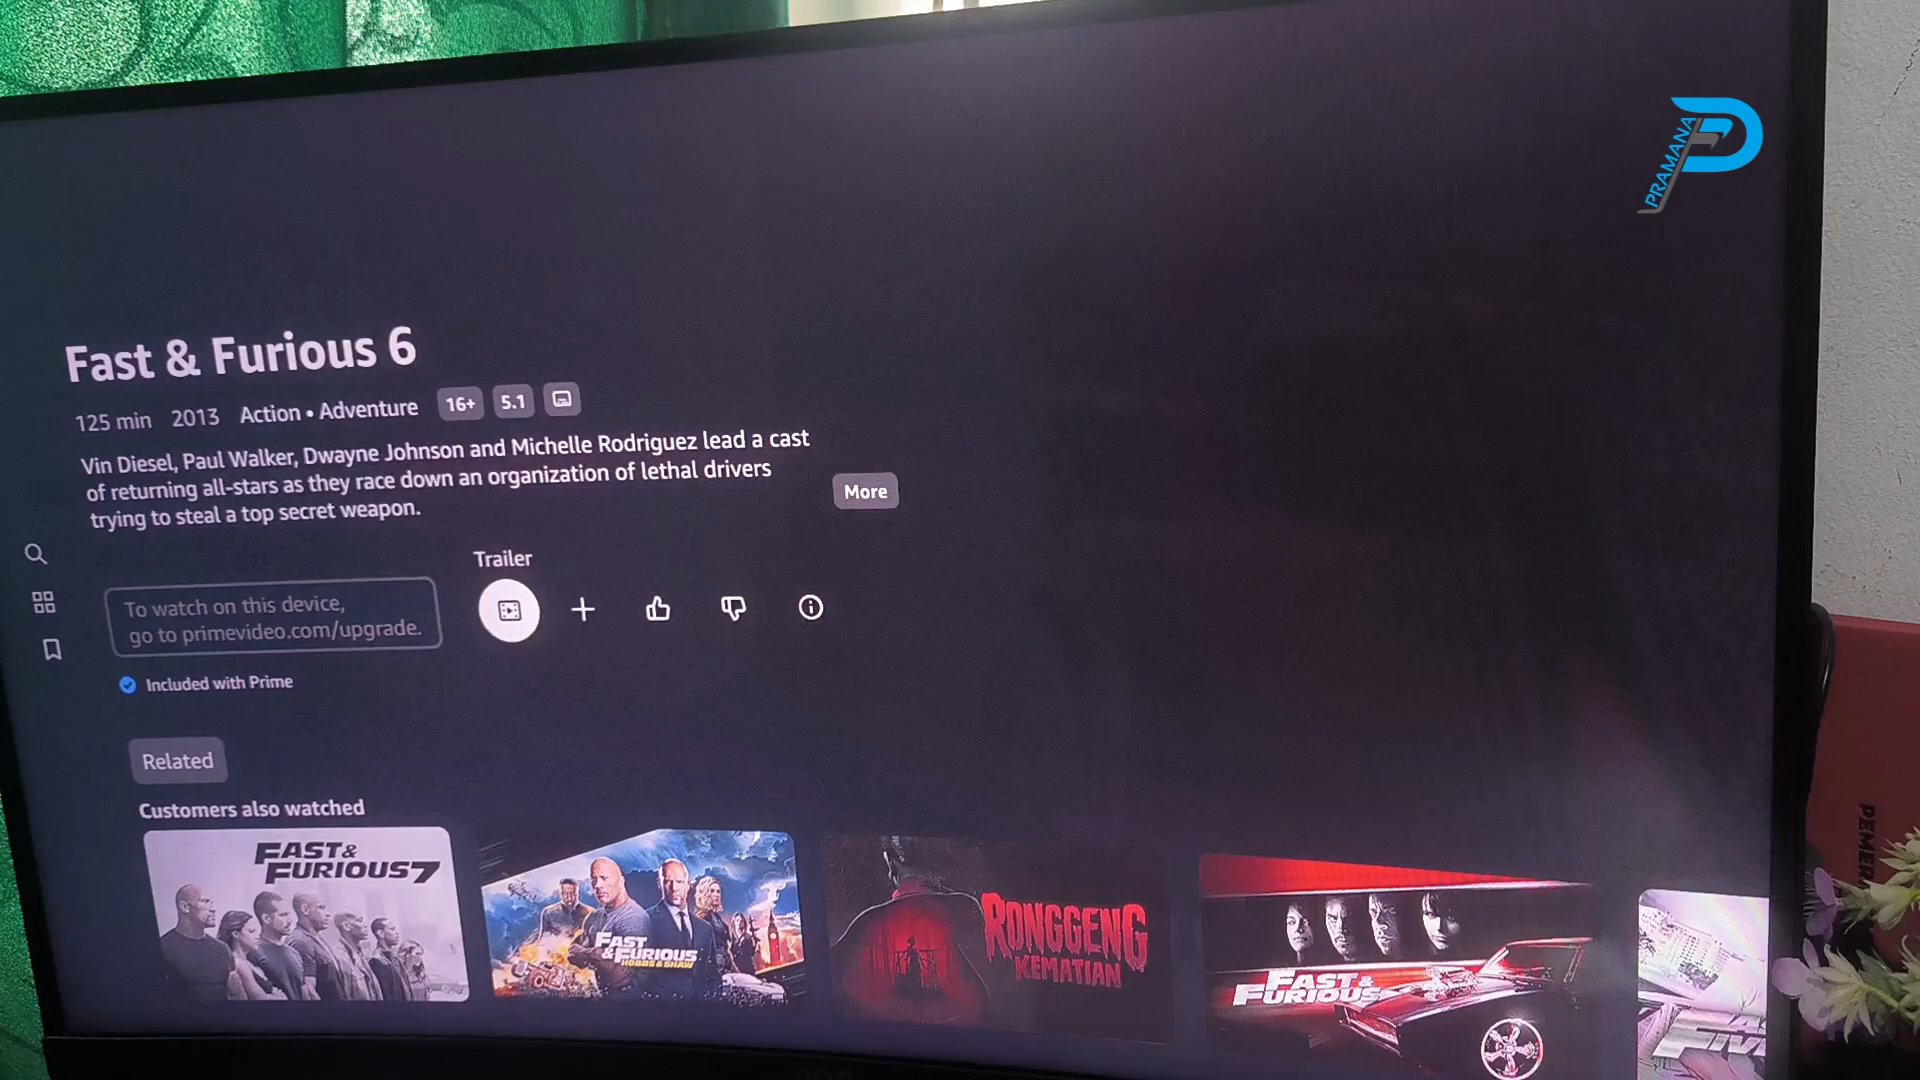 PRAMANA
Fast & Furious 6
125 min 2013 Action • Adventure 16+ 5.1
Vin Diesel, Paul Walker, Dwayne Johnson and Michelle Rodriguez lead a cast
of returning all-stars as they race down an organization of lethal drivers
trying to steal a top secret weapon.
More
Trailer
To watch on this device,
go to primevideo.com/upgrade.
Included with Prime
Related
Customers also watched
FAST &
FURIOUS 7
FAST
& FURIOUS
HOBBS & SHAW
RONGGENG
KEMATIAN
FAST &
FURIOUS